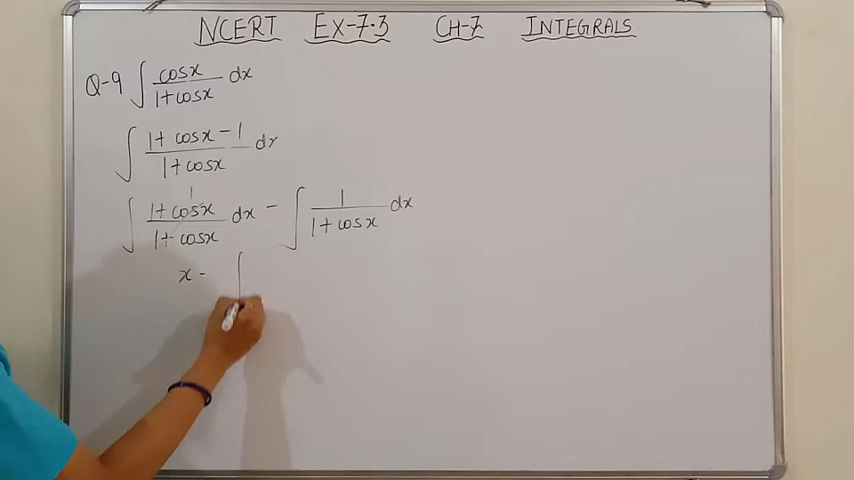 NCERT EX-7.3 CH-7 INTEGRALS
Q-9 ∫ cosx / 1+cosx dx
∫ 1+ cosx - 1 / 1+ cosx dx
∫ 1+ cosx / 1+ cosx 1 dx - ∫ 1 / 1+ cosx dx
x - ∫